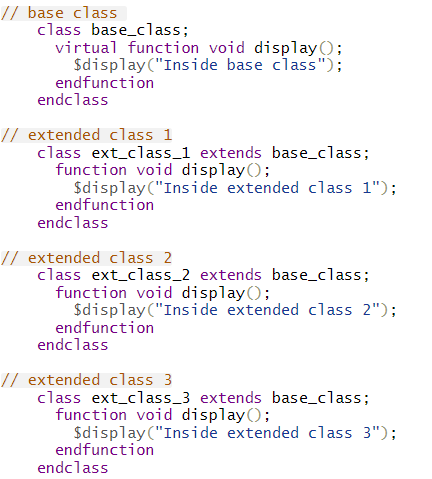 // base class
    class base_class;
      virtual function void display();
        $display("Inside base class");
      endfunction
    endclass

// extended class 1
    class ext_class_1 extends base_class;
      function void display();
        $display("Inside extended class 1");
      endfunction
    endclass

// extended class 2
    class ext_class_2 extends base_class;
      function void display();
        $display("Inside extended class 2");
      endfunction
    endclass

// extended class 3
    class ext_class_3 extends base_class;
      function void display();
        $display("Inside extended class 3");
      endfunction
    endclass